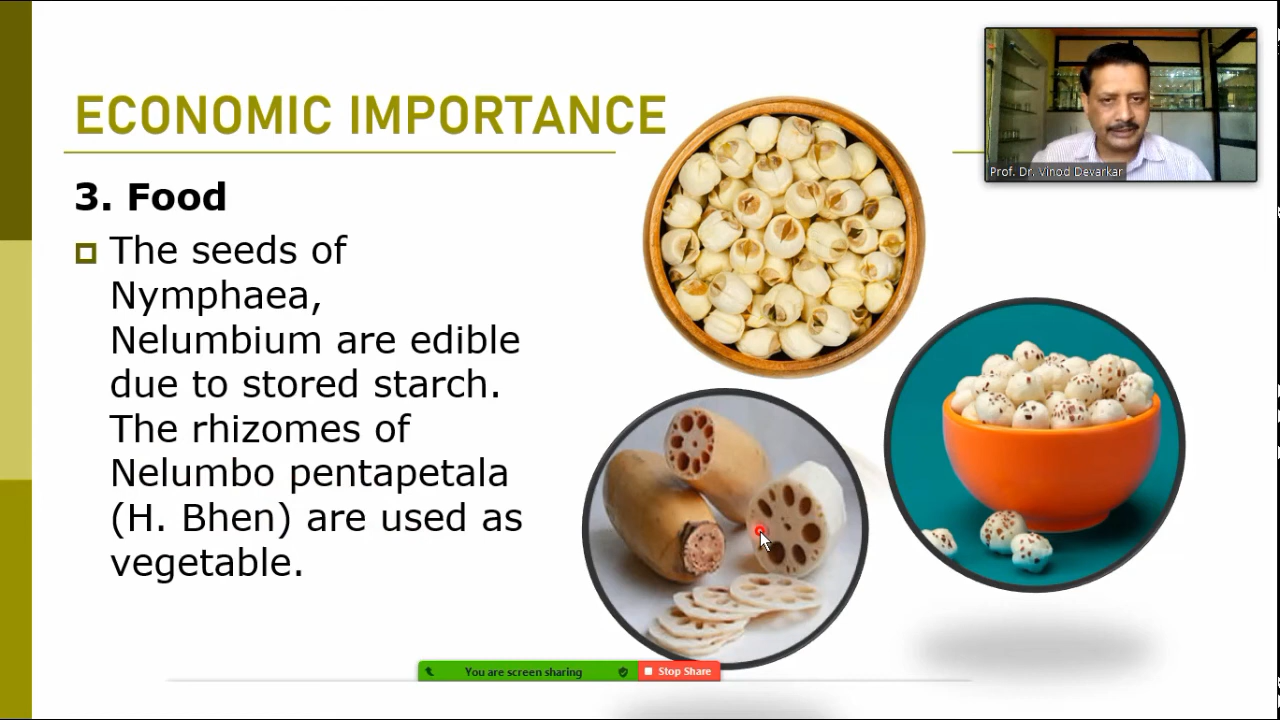 ECONOMIC IMPORTANCE
Prof. Dr. Vinod Devarkar
3. Food
The seeds of
Nymphaea,
Nelumbium are edible
due to stored starch.
The rhizomes of
Nelumbo pentapetala
(H. Bhen) are used as
vegetable.
You are screen sharing
Stop Share